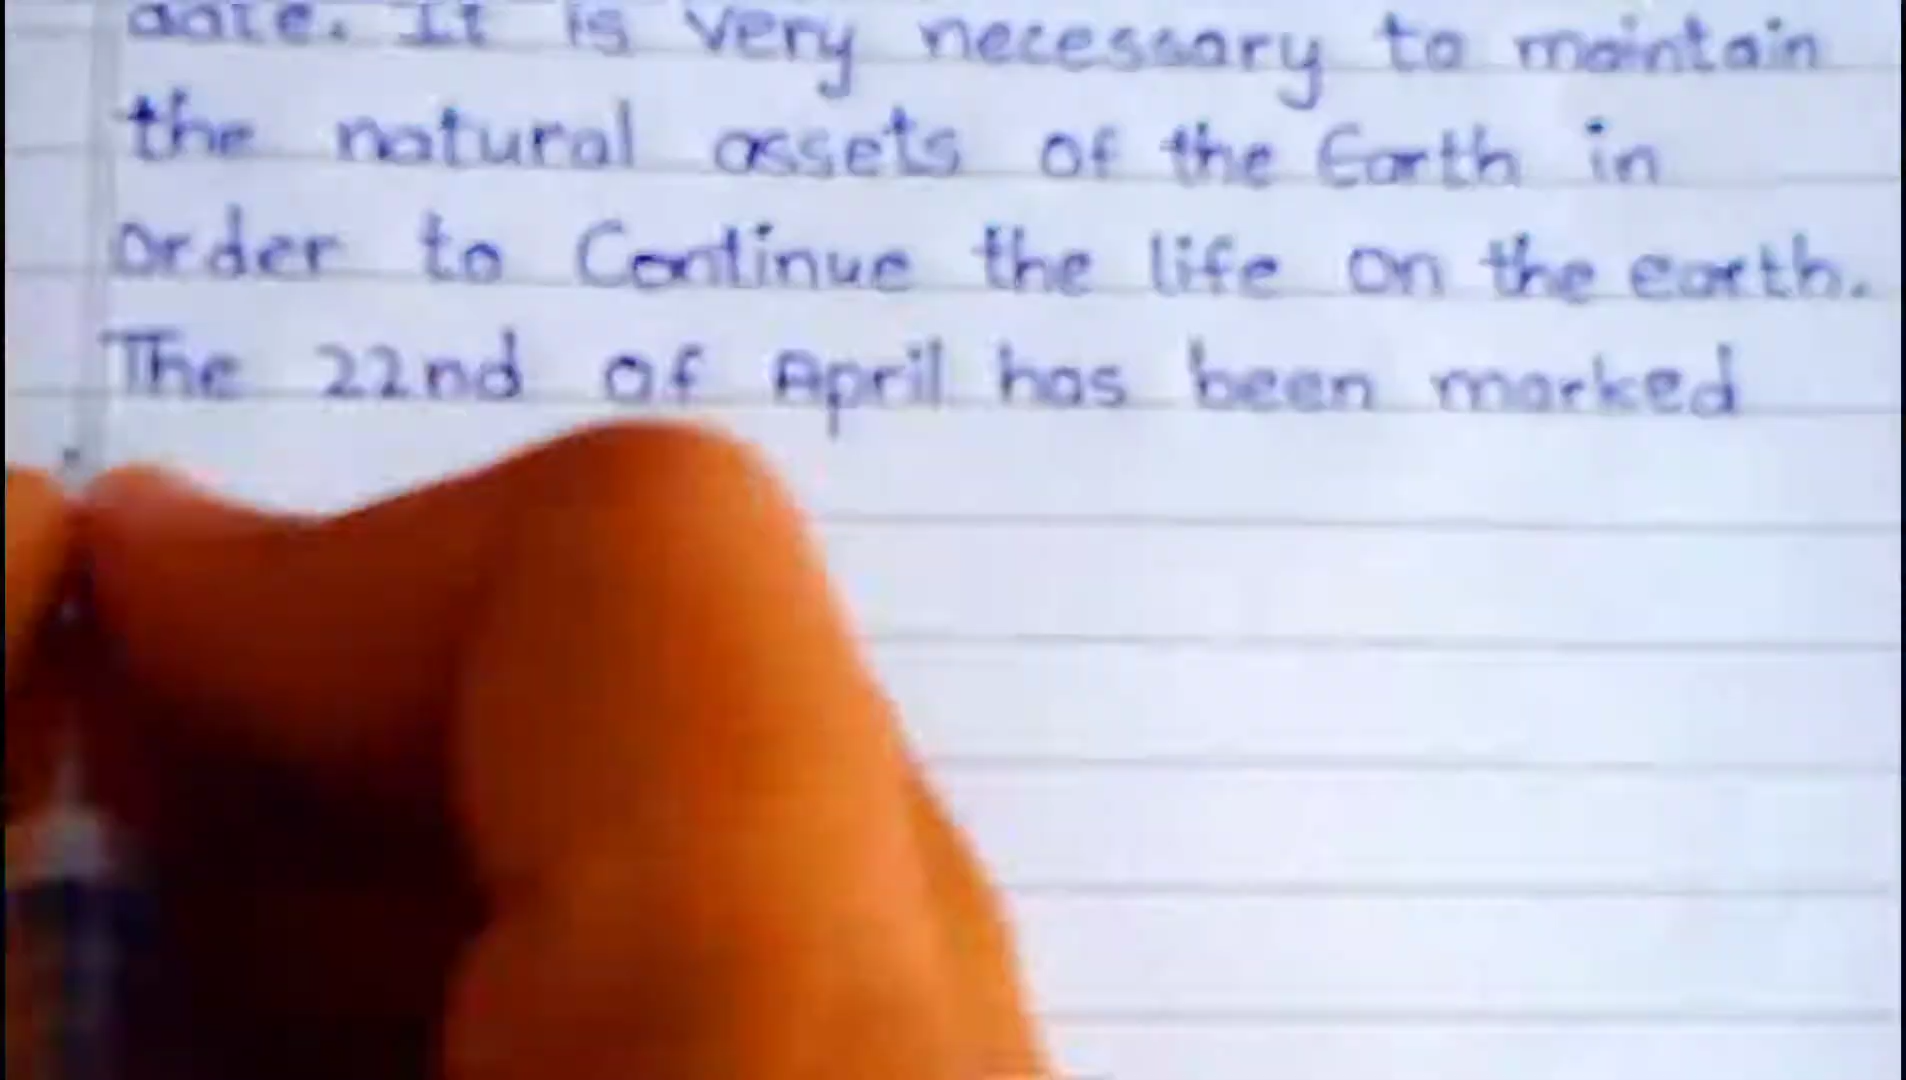 date. It is very necessary to maintain
the natural assets of the Earth in
order to Continue the life on the earth.
The 22nd of April has been marked